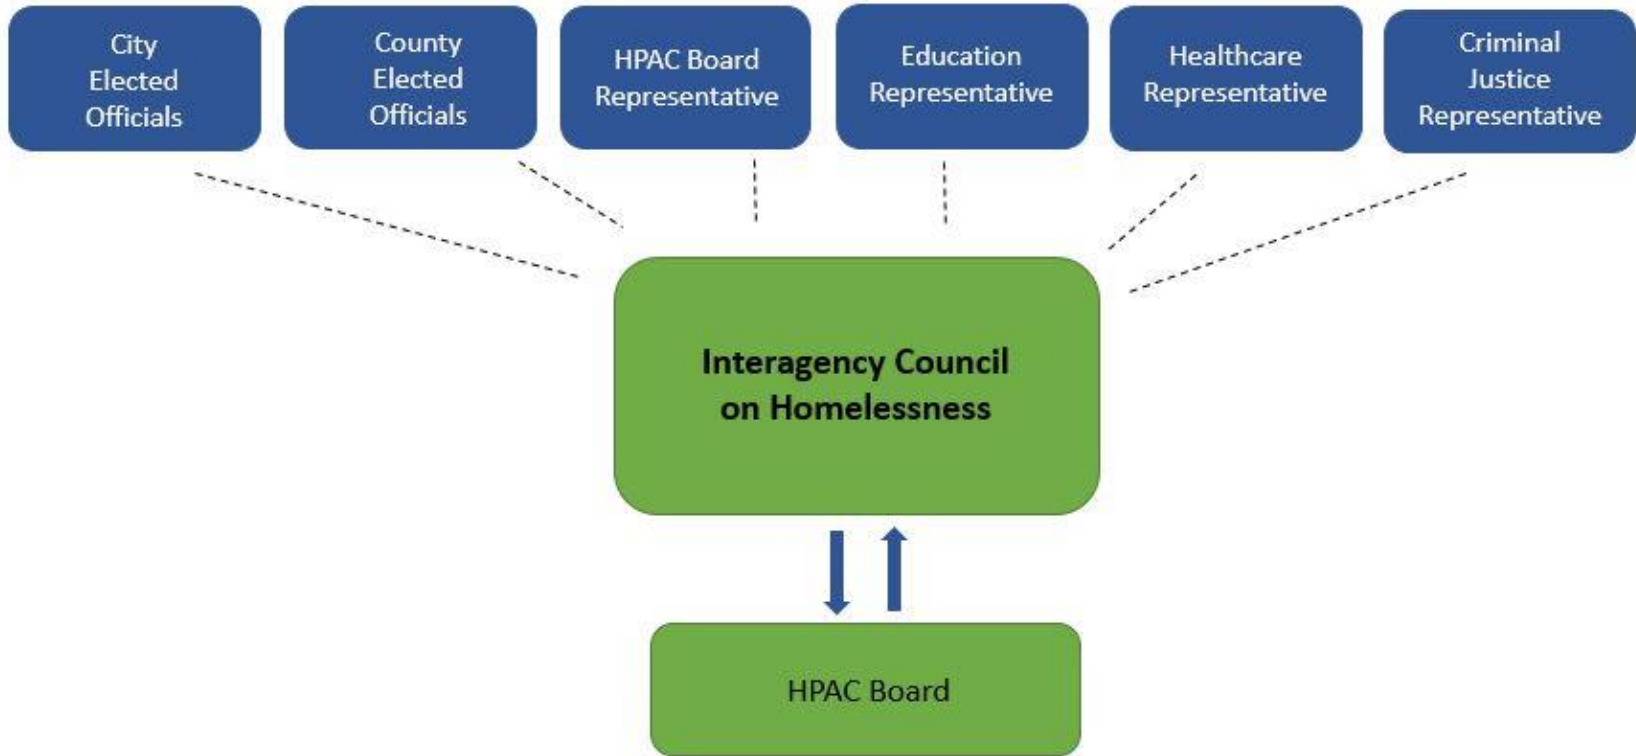 City
Elected
Officials
County
Elected
Officials
HPAC Board
Representative
Education
Representative
Healthcare
Representative
Criminal
Justice
Representative
Interagency Council
on Homelessness
HPAC Board